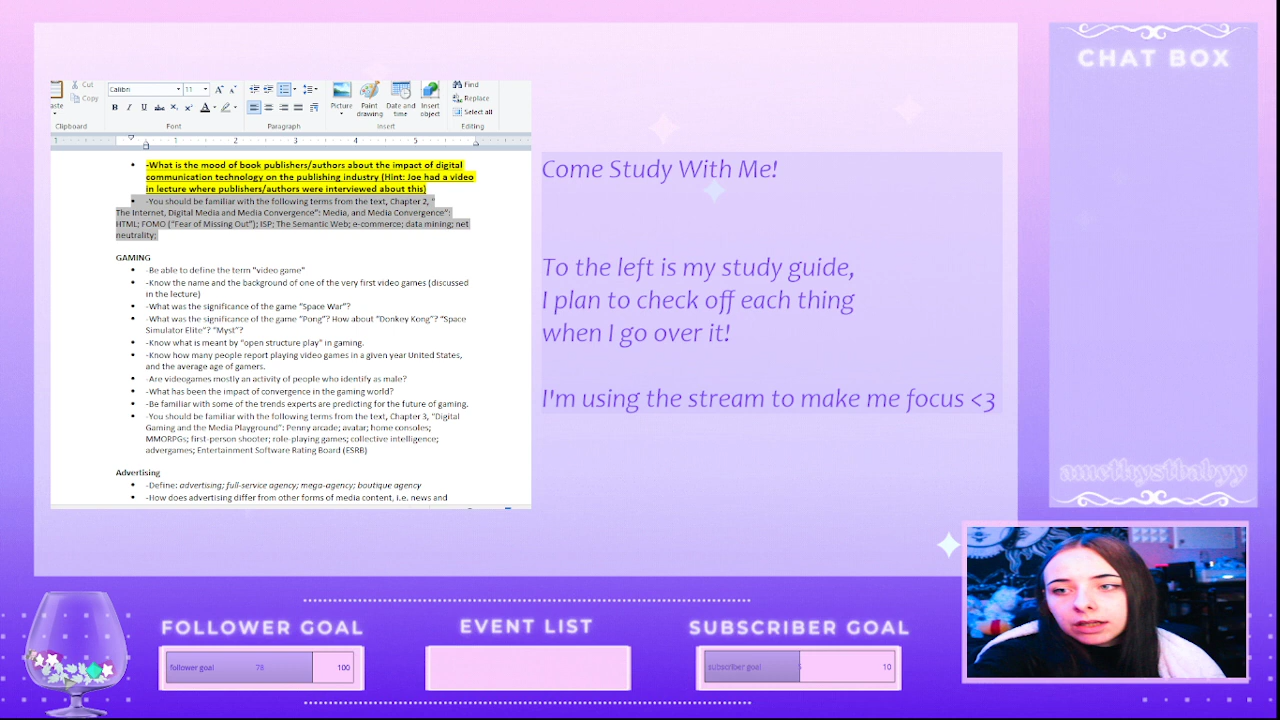 Cut
Copy
aste
Calibri
11
Picture
Paint drawing
Date and time
Insert object
Find
Replace
Select all
Clipboard
Font
Paragraph
Insert
Editing
1 1 2 3 4 5
-What is the mood of book publishers/authors about the impact of digital
communication technology on the publishing industry (Hint: Joe had a video
in lecture where publishers/authors were interviewed about this)
-You should be familiar with the following terms from the text, Chapter 2, "
The Internet, Digital Media and Media Convergence": Media, and Media Convergence";
HTML; FOMO ("Fear of Missing Out"); ISP; The Semantic Web; e-commerce; data mining; net
neutrality;
GAMING
-Be able to define the term "video game"
-Know the name and the background of one of the very first video games (discussed
in the lecture)
-What was the significance of the game "Space War"?
-What was the significance of the game "Pong"? How about "Donkey Kong"? "Space
Simulator Elite"? "Myst"?
-Know what is meant by "open structure play" in gaming.
-Know how many people report playing video games in a given year United States,
and the average age of gamers.
-Are videogames mostly an activity of people who identify as male?
-What has been the impact of convergence in the gaming world?
-Be familiar with some of the trends experts are predicting for the future of gaming.
-You should be familiar with the following terms from the text, Chapter 3, "Digital
Gaming and the Media Playground": Penny arcade; avatar; home consoles;
MMORPGs; first-person shooter; role-playing games; collective intelligence;
advergames; Entertainment Software Rating Board (ESRB)
Advertising
-Define: advertising; full-service agency; mega-agency; boutique agency
-How does advertising differ from other forms of media content, i.e. news and
Come Study With Me!
To the left is my study guide,
I plan to check off each thing
when I go over it!
I'm using the stream to make me focus <3
CHAT BOX
amethystbabyy
FOLLOWER GOAL
follower goal 78 100
EVENT LIST
SUBSCRIBER GOAL
subscriber goal 5 10